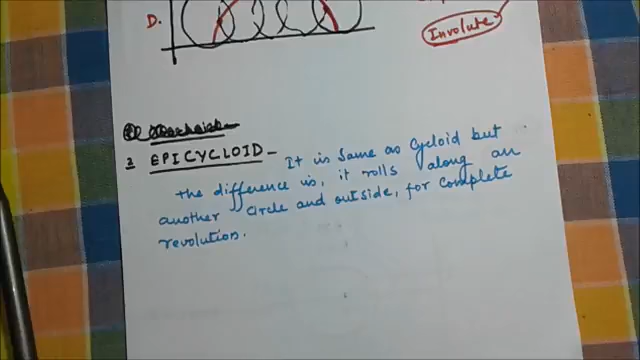 D.
Involute
2 EPICYCLOID - It is same as Cycloid but
the difference is, it rolls along an
another circle and outside, for complete
revolution.